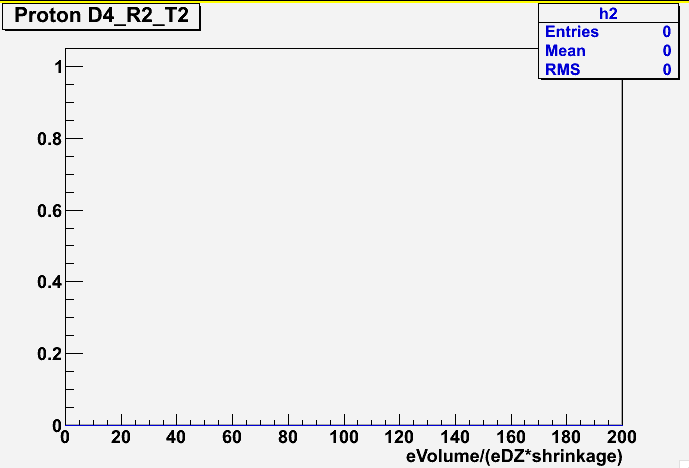 Proton D4_R2_T2
h2
Entries 0
Mean 0
RMS 0
1
0.8
0.6
0.4
0.2
0
0 20 40 60 80 100 120 140 160 180 200
eVolume/(eDZ*shrinkage)